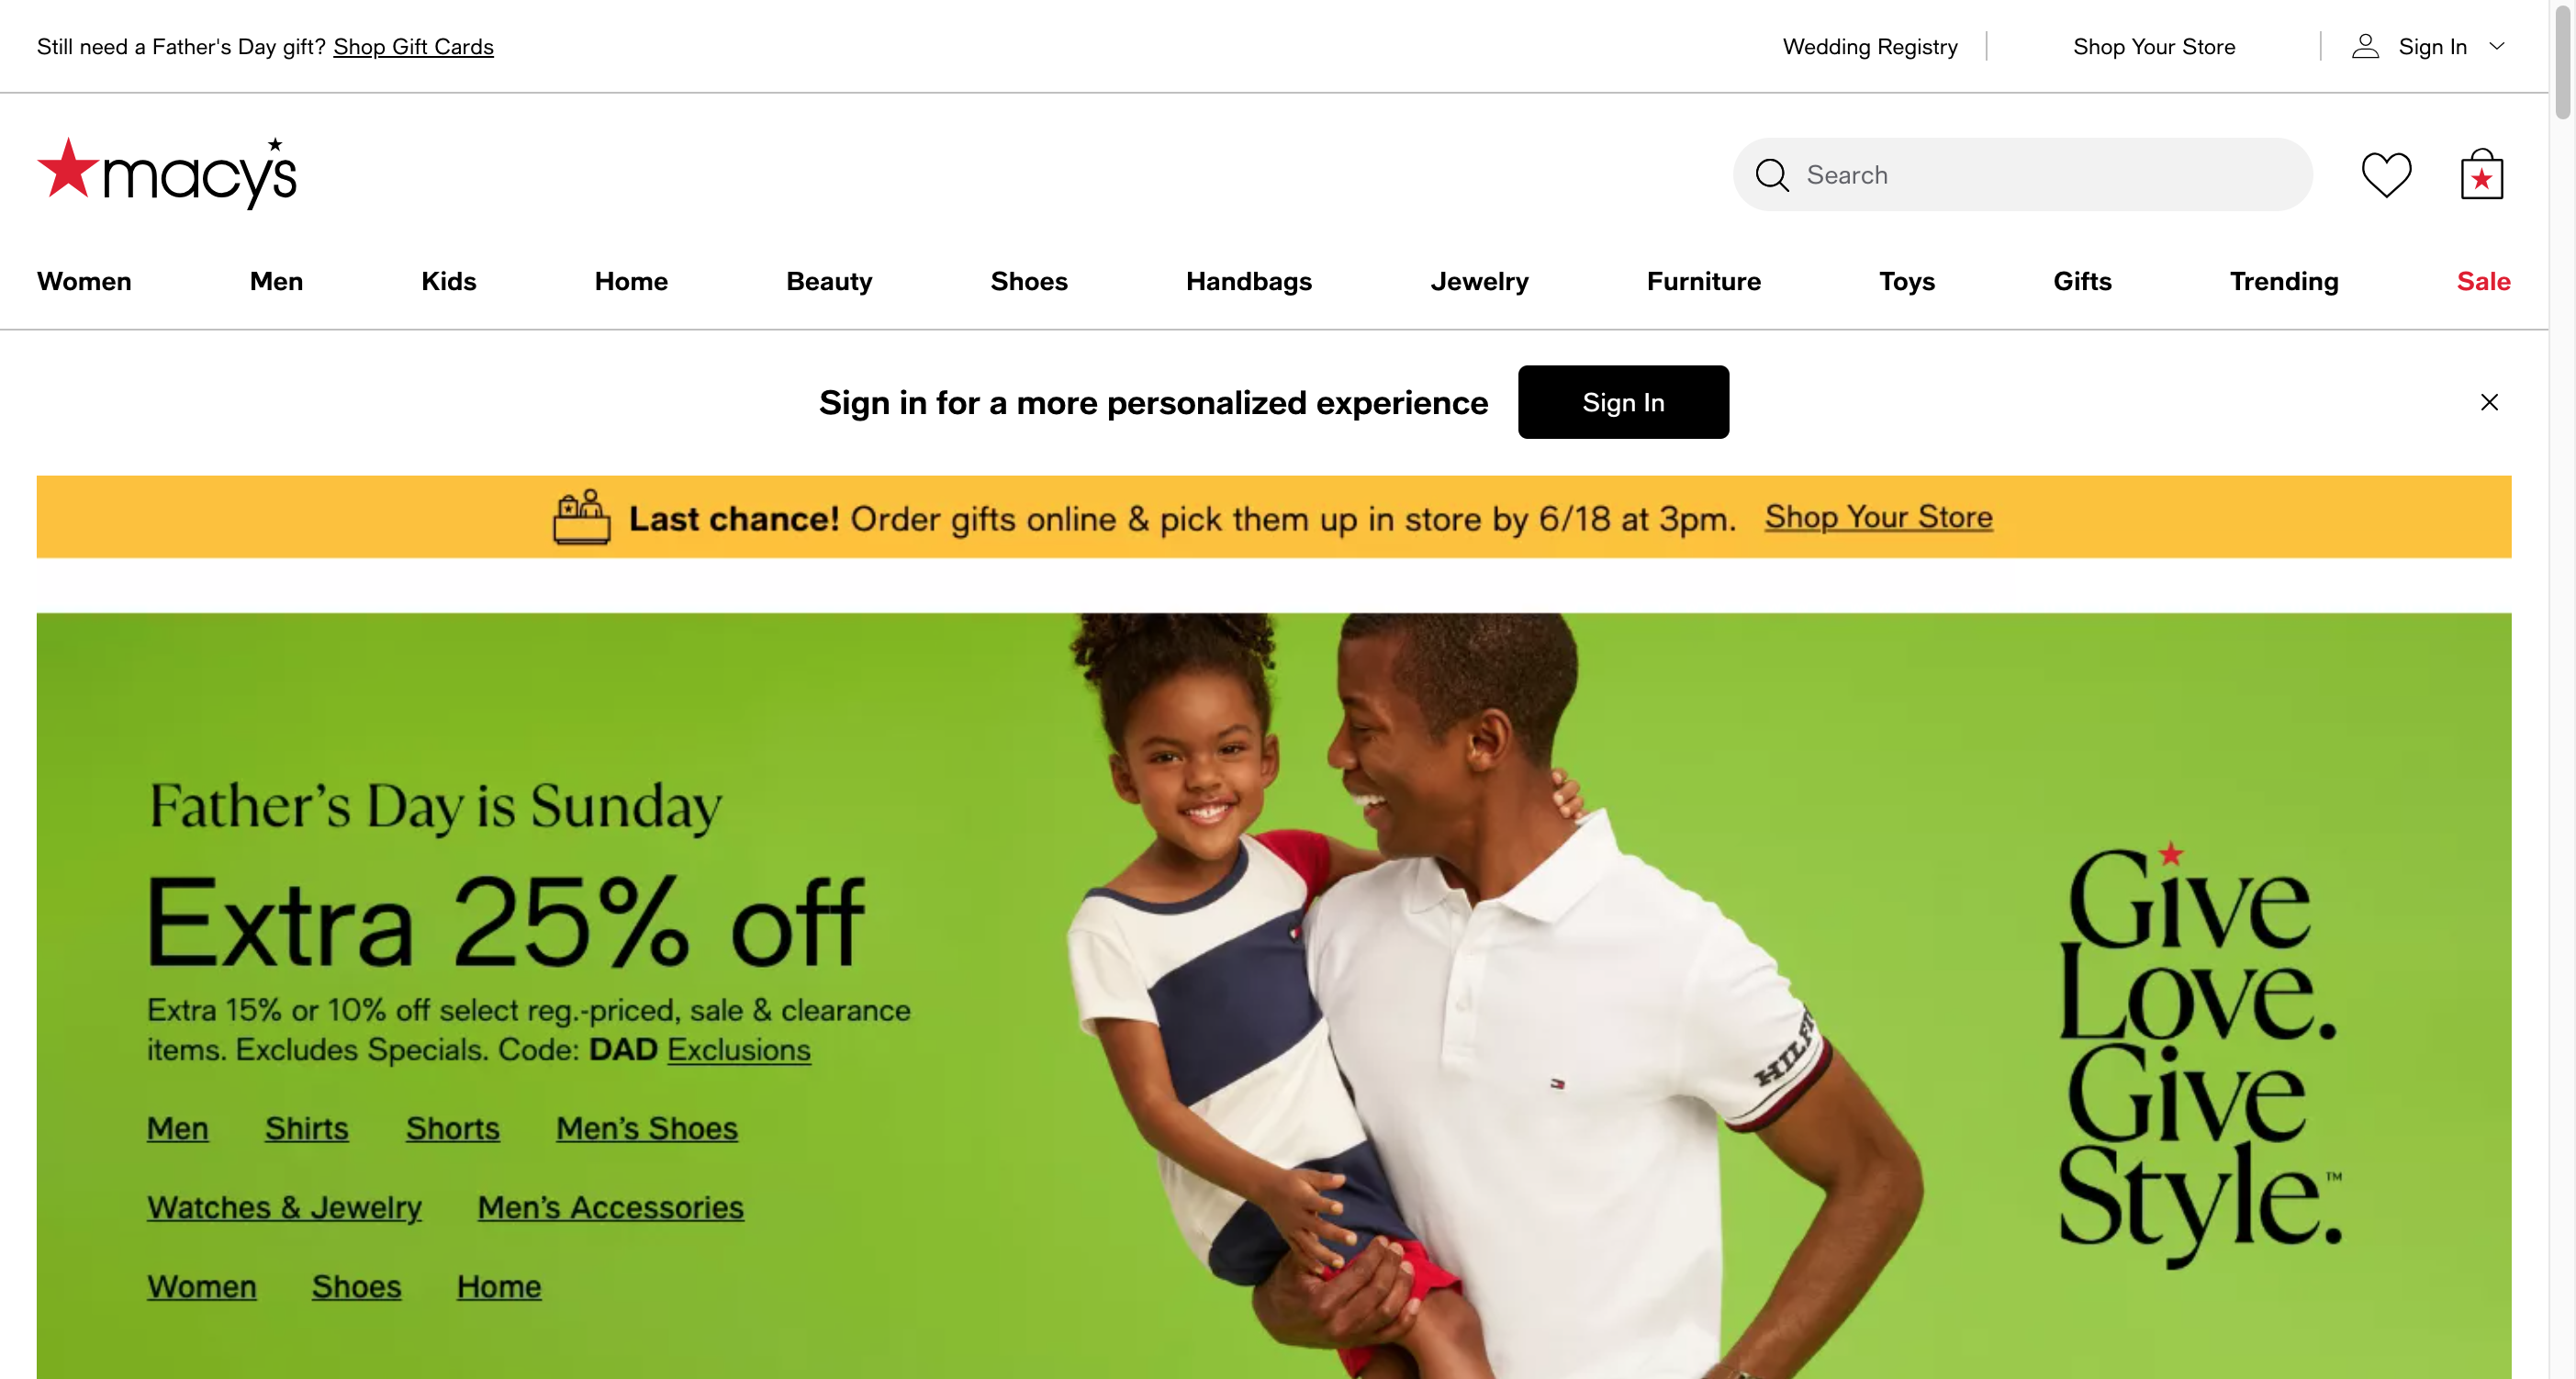 Still need a Father's Day gift? Shop Gift Cards
Wedding Registry
Shop Your Store
Sign In
macy's
Search
Women Men Kids Home Beauty Shoes Handbags Jewelry Furniture Toys Gifts Trending Sale
Sign in for a more personalized experience
Sign In
Last chance! Order gifts online & pick them up in store by 6/18 at 3pm. Shop Your Store
Father's Day is Sunday
Extra 25% off
Extra 15% or 10% off select reg.-priced, sale & clearance
items. Excludes Specials. Code: DAD Exclusions
Men Shirts Shorts Men's Shoes
Watches & Jewelry Men's Accessories
Women Shoes Home
Give
Love.
Give
Style.™